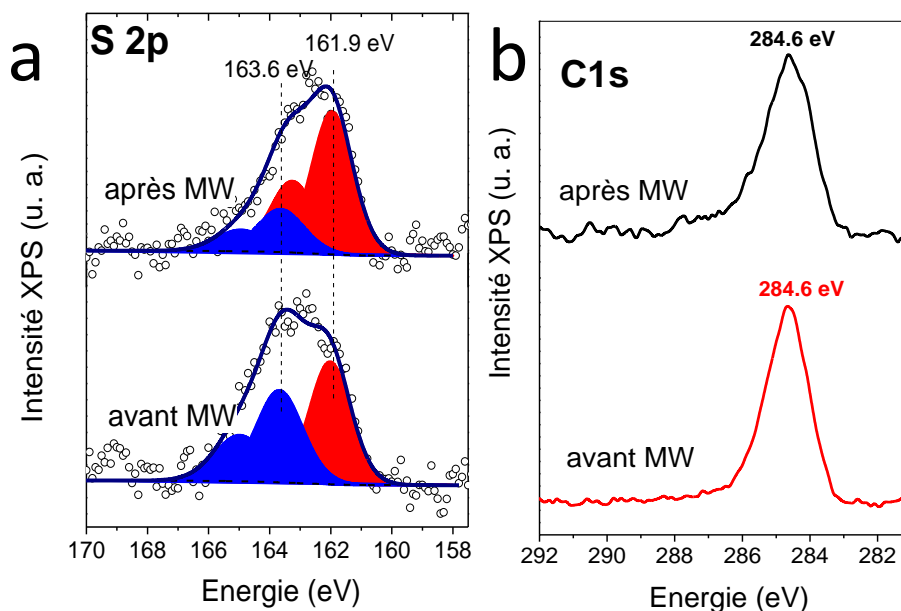 a
S 2p
161.9 eV
163.6 eV
après MW
avant MW
Intensité XPS (u. a.)
170 168 166 164 162 160 158
Energie (eV)
b
C1s
284.6 eV
après MW
284.6 eV
avant MW
Intensité XPS (u. a.)
292 290 288 286 284 282
Energie (eV)